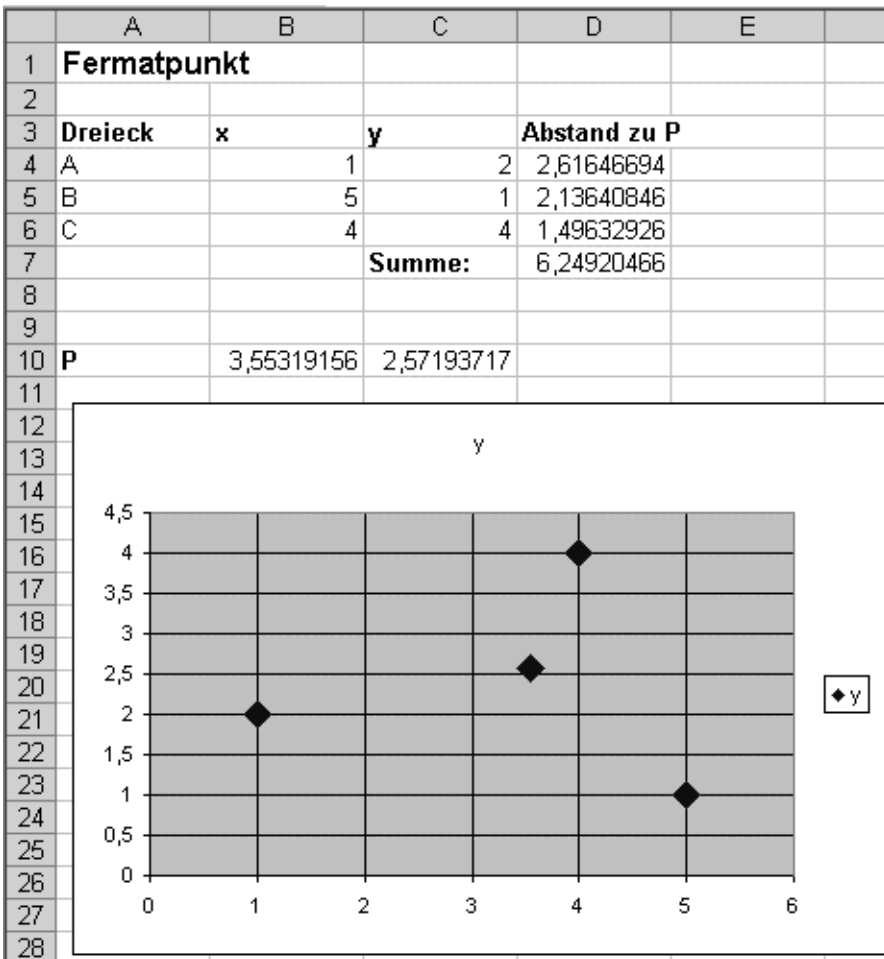 A B C D E
1 Fermatpunkt
2
3 Dreieck x y Abstand zu P
4 A 1 2 2,61646694
5 B 5 1 2,13640846
6 C 4 4 1,49632926
7 Summe: 6,24920466
8
9
10 P 3,55319156 2,57193717
11
12
13
14
15
16
17
18
19
20
21
22
23
24
25
26
27
28
y
4,5
4
3,5
3
2,5
2
1,5
1
0,5
0
0 1 2 3 4 5 6
y